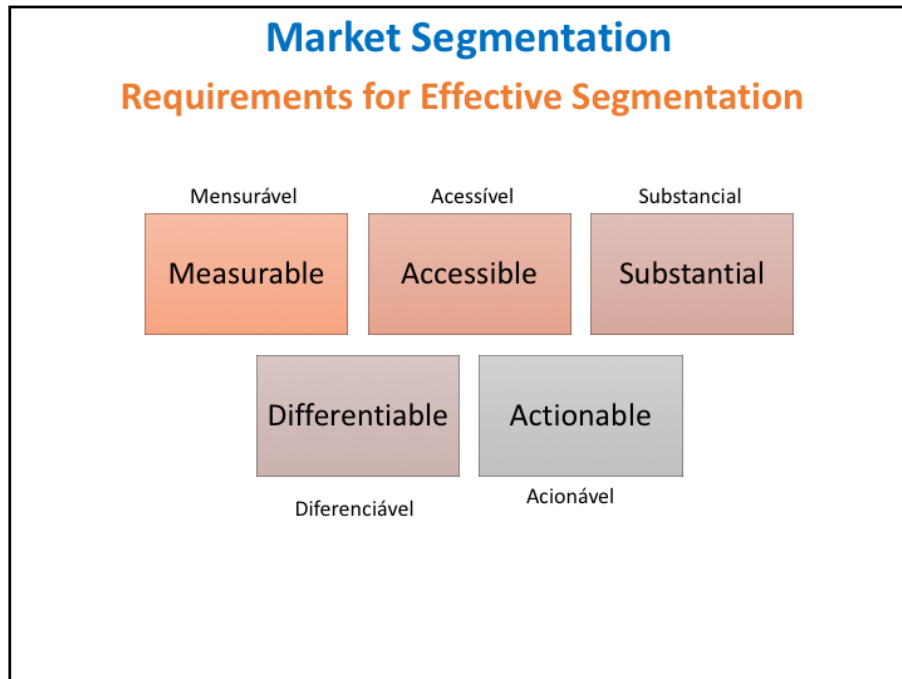 Market Segmentation
Requirements for Effective Segmentation
Mensurável Acessível Substancial
Measurable Accessible Substantial
Differentiable Actionable
Diferenciável Acionável